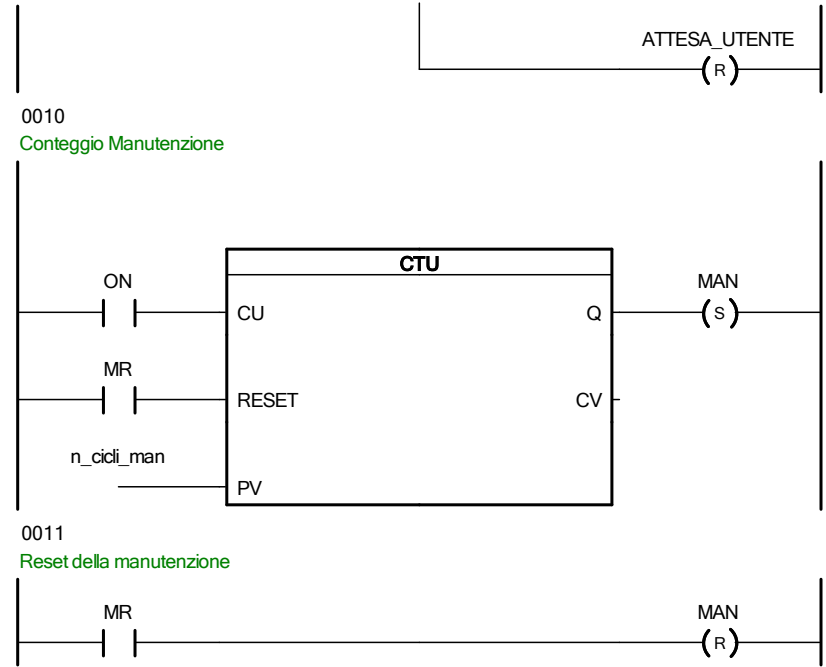 ATTESA_UTENTE
R
0010
Conteggio Manutenzione
CTU
ON
MAN
CU
Q
S
MR
RESET
CV
n_cicli_man
PV
0011
Reset della manutenzione
MR
MAN
R